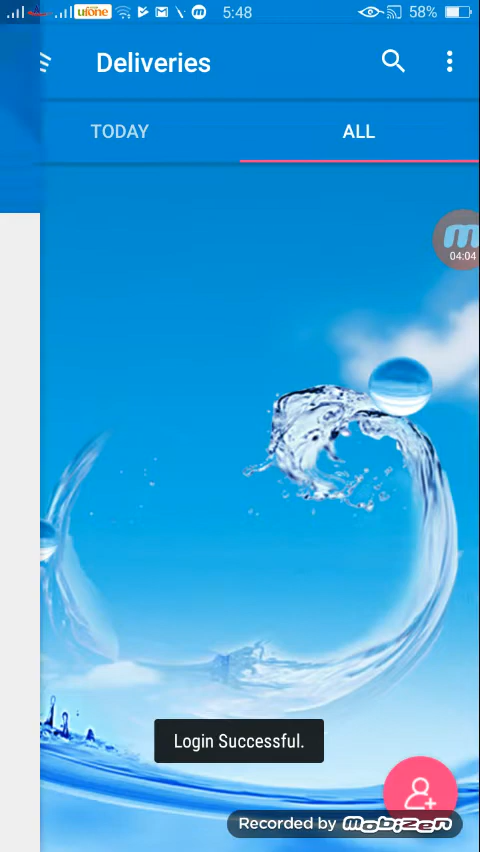 ufone 5:48 58%
Deliveries
TODAY ALL
m
04:04
Login Successful.
Recorded by mobizen